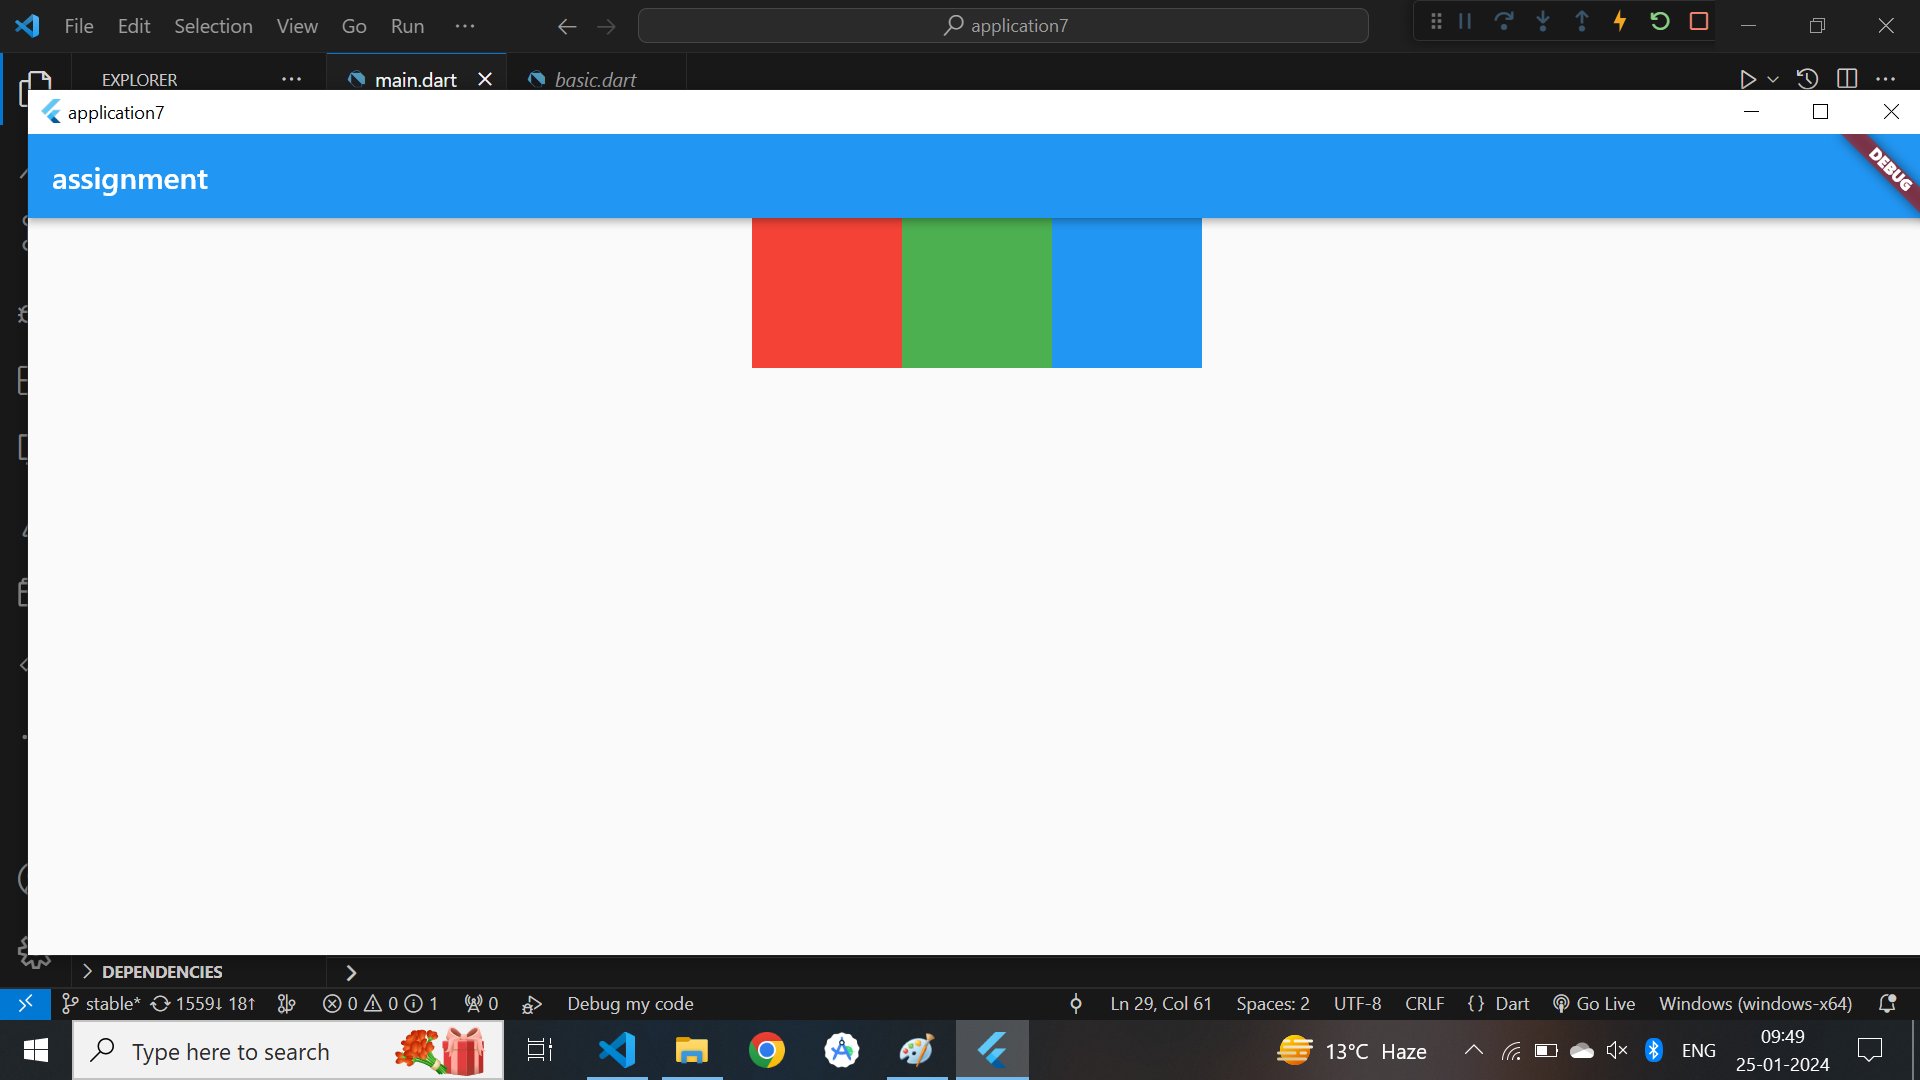 File Edit Selection View Go Run ··· application7
EXPLORER ··· main.dart basic.dart ···
application7
assignment
DEBUG
DEPENDENCIES
stable* 1559↓ 18↑ 0 0 1 0 Debug my code Ln 29, Col 61 Spaces: 2 UTF-8 CRLF {} Dart Go Live Windows (windows-x64)
Type here to search 13°C Haze ENG 09:49
25-01-2024